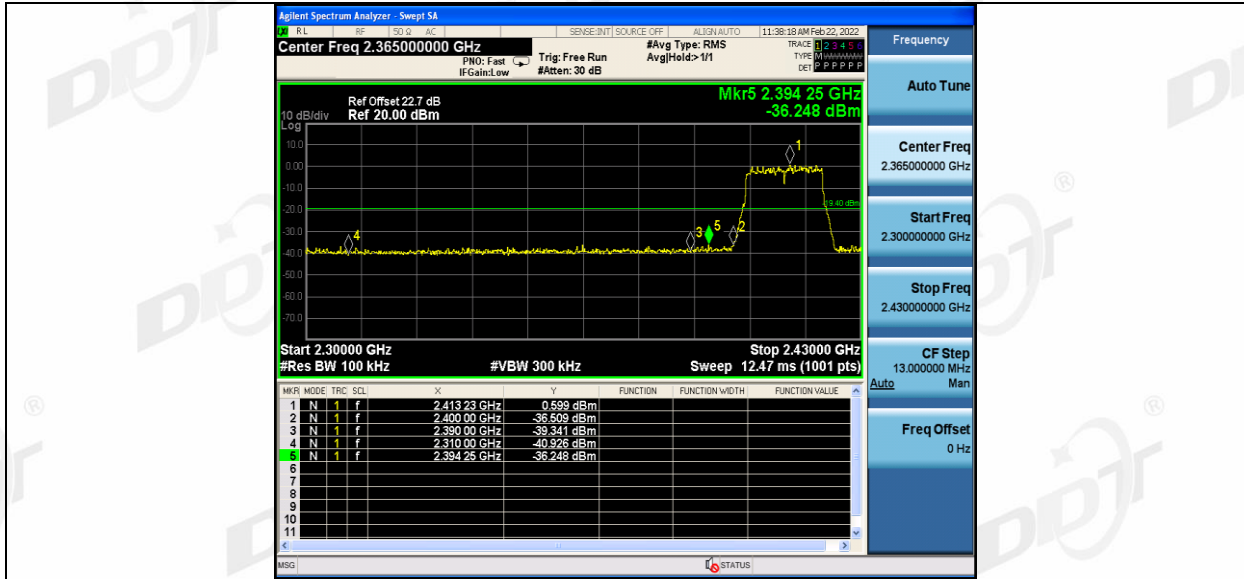 Agilent Spectrum Analyzer - Swept SA
RL RF 50 Ω AC SENSE:INT SOURCE OFF ALIGN AUTO 11:38:18 AM Feb 22, 2022
Center Freq 2.365000000 GHz
PNO: Fast
IFGain:Low
Trig: Free Run
#Atten: 30 dB
#Avg Type: RMS
Avg|Hold:>1/1
TRACE 1 2 3 4 5 6
TYPE M WWWWW
DET P P P P P P
Frequency
Auto Tune
Center Freq
2.365000000 GHz
Start Freq
2.300000000 GHz
Stop Freq
2.430000000 GHz
CF Step
13.000000 MHz
Auto Man
Freq Offset
0 Hz
Mkr5 2.394 25 GHz
-36.248 dBm
Ref Offset 22.7 dB
10 dB/div Ref 20.00 dBm
Log
10.0
0.00
-10.0
-20.0
-30.0
-40.0
-50.0
-60.0
-70.0
1
-19.40 dBm
4
3
5
2
Start 2.30000 GHz Stop 2.43000 GHz
#Res BW 100 kHz #VBW 300 kHz Sweep 12.47 ms (1001 pts)
MKR MODE TRC SCL X Y FUNCTION FUNCTION WIDTH FUNCTION VALUE
1 N 1 f 2.413 23 GHz 0.599 dBm
2 N 1 f 2.400 00 GHz -36.509 dBm
3 N 1 f 2.390 00 GHz -39.341 dBm
4 N 1 f 2.310 00 GHz -40.926 dBm
5 N 1 f 2.394 25 GHz -36.248 dBm
6
7
8
9
10
11
MSG STATUS